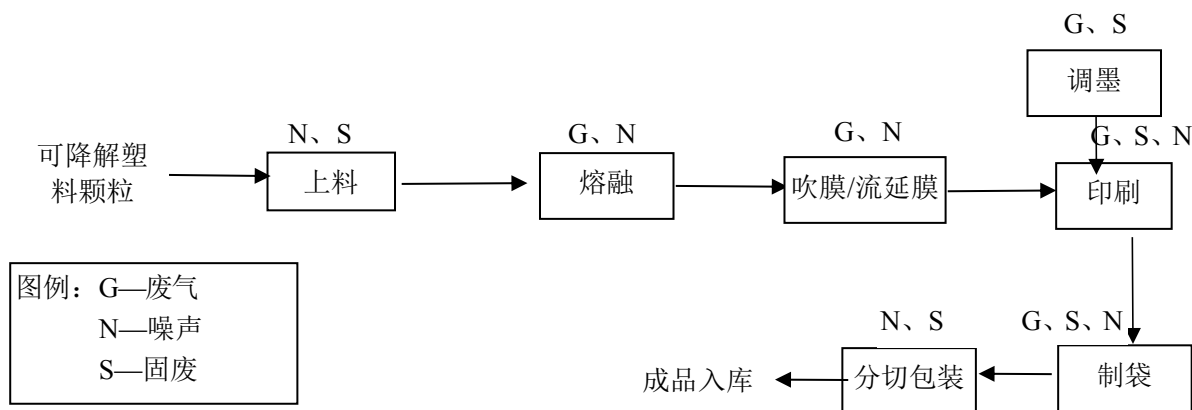 G、S
调墨
N、S
G、N
G、N
G、S、N
可降解塑
料颗粒
上料
熔融
吹膜/流延膜
印刷
图例：G—废气
N—噪声
S—固废
N、S
G、S、N
成品入库
分切包装
制袋